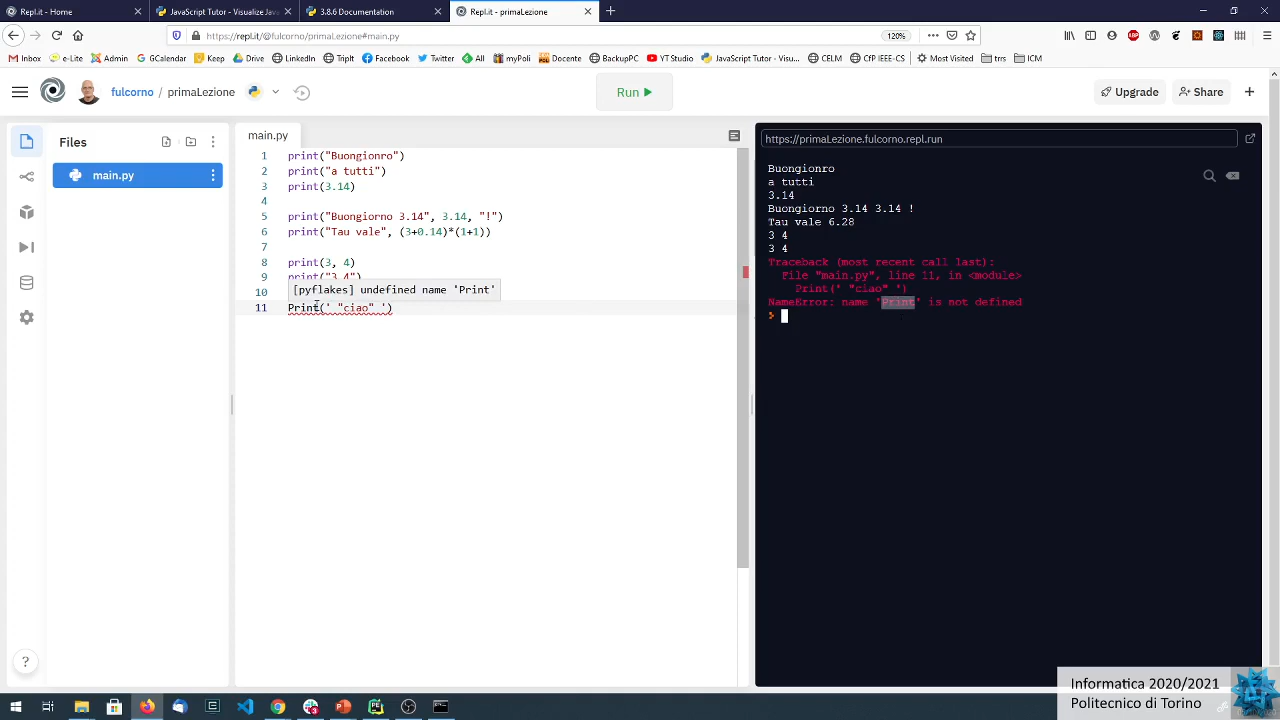 Repl.it - Home
JavaScript Tutor - Visualize Java
3.8.6 Documentation
Repl.it - primaLezione
https://repl.it/@fulcorno/primaLezione#main.py
120%
Inbox
e-Lite
Admin
GCalendar
Keep
Drive
LinkedIn
TripIt
Facebook
Twitter
All
myPoli
Docente
BackupPC
YT Studio
JavaScript Tutor - Visu...
CELM
CfP IEEE-CS
Most Visited
trrs
ICM
fulcorno / primaLezione
Run
Upgrade
Share
Files
main.py
main.py
1 print("Buongionro")
2 print("a tutti")
3 print(3.14)
4
5 print("Buongiorno 3.14", 3.14, "!")
6 print("Tau vale", (3+0.14)*(1+1))
7
8 print(3, 4)
9 print("3 4")
10 [pyflakes] undefined name 'Print'
11 Print(' "ciao" ')
https://primaLezione.fulcorno.repl.run
Buongionro
a tutti
3.14
Buongiorno 3.14 3.14 !
Tau vale 6.28
3 4
3 4
Traceback (most recent call last):
File "main.py", line 11, in <module>
Print(' "ciao" ')
NameError: name 'Print' is not defined
?
Informatica 2020/2021
Politecnico di Torino